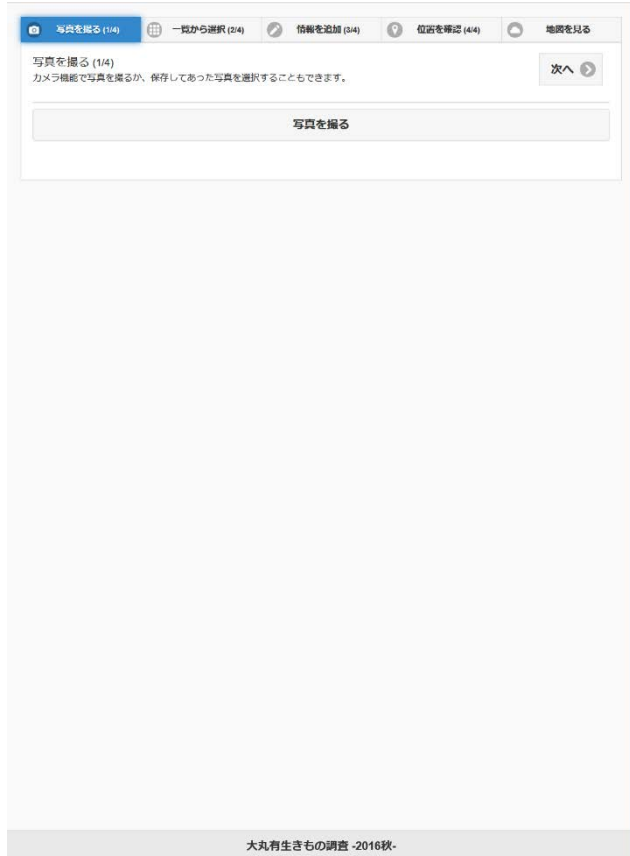 写真を撮る (1/4)
一覧から選択 (2/4)
情報を追加 (3/4)
位置を確認 (4/4)
地図を見る
写真を撮る (1/4)
カメラ機能で写真を撮るか、保存してあった写真を選択することもできます。
次へ
写真を撮る
大丸有生きもの調査 -2016秋-